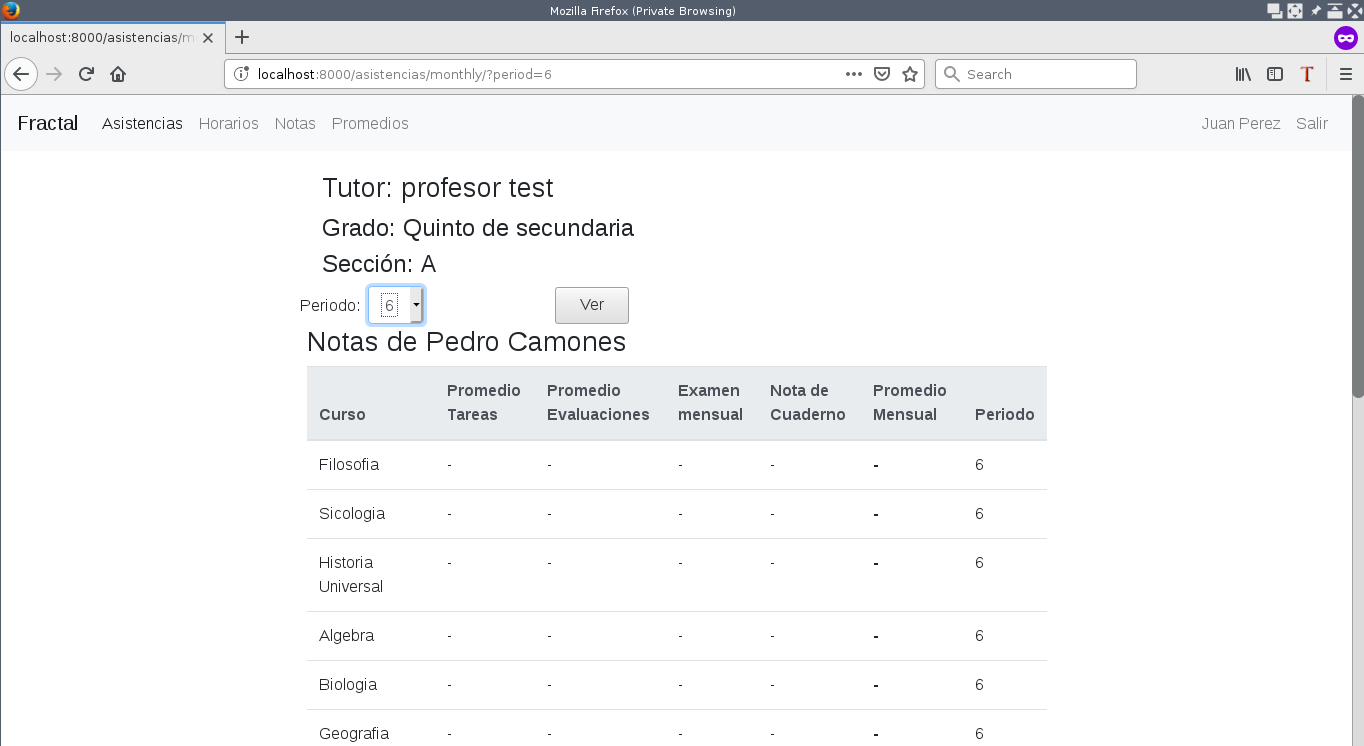 Mozilla Firefox (Private Browsing)
localhost:8000/asistencias/m
localhost:8000/asistencias/monthly/?period=6
Search
Fractal Asistencias Horarios Notas Promedios Juan Perez Salir
Tutor: profesor test
Grado: Quinto de secundaria
Sección: A
Periodo: 6 Ver
Notas de Pedro Camones
Curso Promedio Tareas Promedio Evaluaciones Examen mensual Nota de Cuaderno Promedio Mensual Periodo
Filosofia - - - - - 6
Sicologia - - - - - 6
Historia Universal - - - - - 6
Algebra - - - - - 6
Biologia - - - - - 6
Geografia - - - - - 6